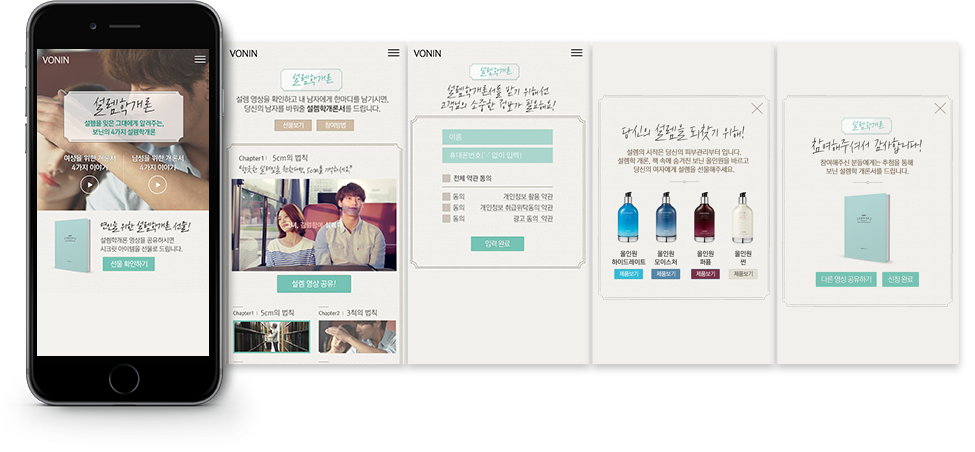 VONIN
설렘학개론
설렘을 잊은 그대에게 알려주는,
보닌의 4가지 설렘학개론
여성을 위한 개론서
4가지 이야기
남성을 위한 개론서
4가지 이야기
연인을 위한 설렘학개론 선물!
설렘학개론 영상을 공유하시면
시크릿 아이템을 선물로 드립니다.
선물 확인하기
VONIN
설렘학개론
설렘 영상을 확인하고 내 남자에게 한마디를 남기시면,
당신의 남자를 바꿔줄 설렘학개론서를 드립니다.
선물보기
참여방법
Chapter1 | 5cm의 법칙
설렘 영상 공유!
Chapter1 | 5cm의 법칙
Chapter2 | 3척의 법칙
VONIN
설렘학개론
설렘학개론서를 받기 위해선
고객님의 소중한 정보가 필요해요!
이름
휴대폰번호('-' 없이 입력)
전체 약관 동의
동의 개인정보 활용 약관
동의 개인정보 취급위탁동의 약관
동의 광고 동의 약관
입력 완료
당신의 설렘을 되찾기 위해!
설렘의 시작은 당신의 피부관리부터 입니다.
설렘학 개론, 책 속에 숨겨진 보닌 올인원을 바르고
당신의 여자에게 설렘을 선물해주세요.
올인원
하이드레이트
제품보기
올인원
모이스처
제품보기
올인원
퍼폼
제품보기
올인원
썬
제품보기
설렘학개론
참여해주셔서 감사합니다!
참여해주신 분들에게는 추첨을 통해
보닌 설렘학 개론서를 드립니다.
다른 영상 공유하기
신청 완료